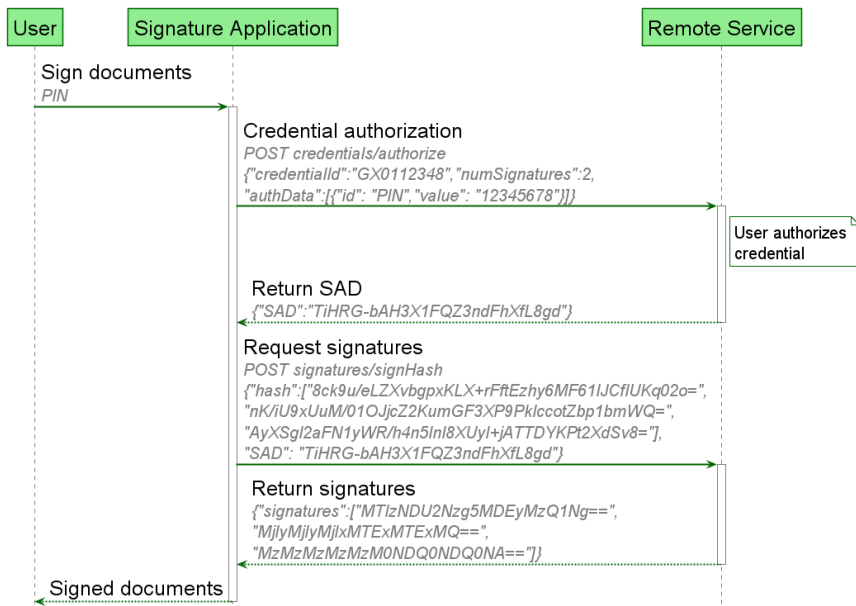 User
Signature Application
Remote Service
Sign documents
PIN
Credential authorization
POST credentials/authorize
{"credentialId":"GX0112348","numSignatures":2,
"authData":[{"id": "PIN","value": "12345678"}]}
User authorizes
credential
Return SAD
{"SAD":"TiHRG-bAH3X1FQZ3ndFhXfL8gd"}
Request signatures
POST signatures/signHash
{"hash":["8ck9u/eLZXvbgpxKLX+rFftEzhy6MF61lJCflUKq02o=",
"nK/iU9xUuM/01OJjcZ2KumGF3XP9PklccotZbp1bmWQ=",
"AyXSgl2aFN1yWR/h4n5lnl8XUyl+jATTDYKPt2XdSv8="],
"SAD": "TiHRG-bAH3X1FQZ3ndFhXfL8gd"}
Return signatures
{"signatures":["MTIzNDU2Nzg5MDEyMzQ1Ng==",
"MjIyMjIyMjIxMTExMTExMQ==",
"MzMzMzMzMzM0NDQ0NDQ0NA=="]}
Signed documents